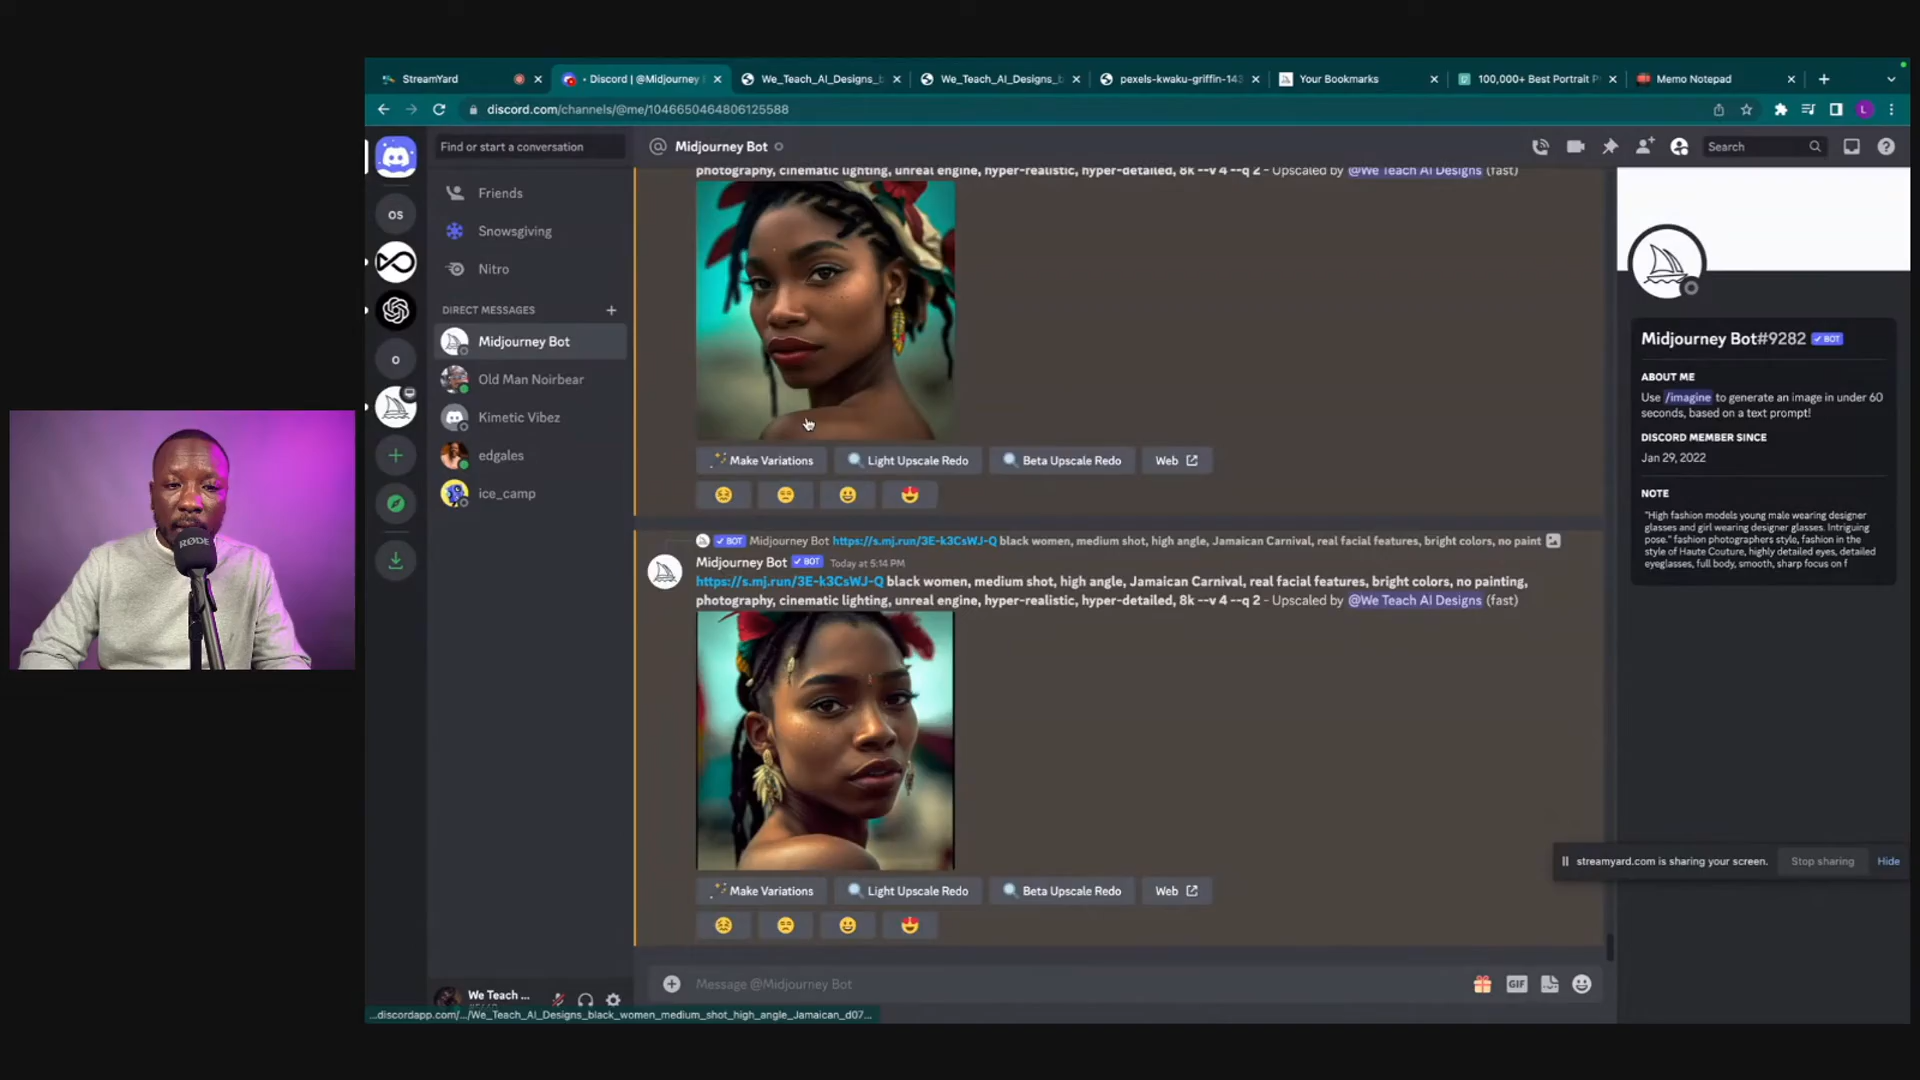 StreamYard
Discord | @Midjourney
We_Teach_AI_Designs_b
We_Teach_AI_Designs_b
pexels-kwaku-griffin-143
Your Bookmarks
100,000+ Best Portrait P
Memo Notepad
discord.com/channels/@me/1046650464806125588
L
Find or start a conversation
Midjourney Bot
Search
OS
Friends
Snowsgiving
Nitro
DIRECT MESSAGES
Midjourney Bot
Old Man Noirbear
Kimetic Vibez
edgales
ice_camp
O
photography, cinematic lighting, unreal engine, hyper-realistic, hyper-detailed, 8k --v 4 --q 2 - Upscaled by @We Teach AI Designs (fast)
Make Variations
Light Upscale Redo
Beta Upscale Redo
Web
BOT Midjourney Bot https://s.mj.run/3E-k3CsWJ-Q black women, medium shot, high angle, Jamaican Carnival, real facial features, bright colors, no paint
Midjourney Bot BOT Today at 5:14 PM
https://s.mj.run/3E-k3CsWJ-Q black women, medium shot, high angle, Jamaican Carnival, real facial features, bright colors, no painting,
photography, cinematic lighting, unreal engine, hyper-realistic, hyper-detailed, 8k --v 4 --q 2 - Upscaled by @We Teach AI Designs (fast)
Make Variations
Light Upscale Redo
Beta Upscale Redo
Web
Message @Midjourney Bot
GIF
Midjourney Bot#9282 BOT
ABOUT ME
Use /imagine to generate an image in under 60
seconds, based on a text prompt!
DISCORD MEMBER SINCE
Jan 29, 2022
NOTE
"High fashion models young male wearing designer
glasses and girl wearing designer glasses. Intriguing
pose." fashion photographers style, fashion in the
style of Haute Couture, highly detailed eyes, detailed
eyeglasses, full body, smooth, sharp focus on f
streamyard.com is sharing your screen.
Stop sharing
Hide
We Teach ...
...discordapp.com/.../We_Teach_AI_Designs_black_women_medium_shot_high_angle_Jamaican_d07...
RØDE